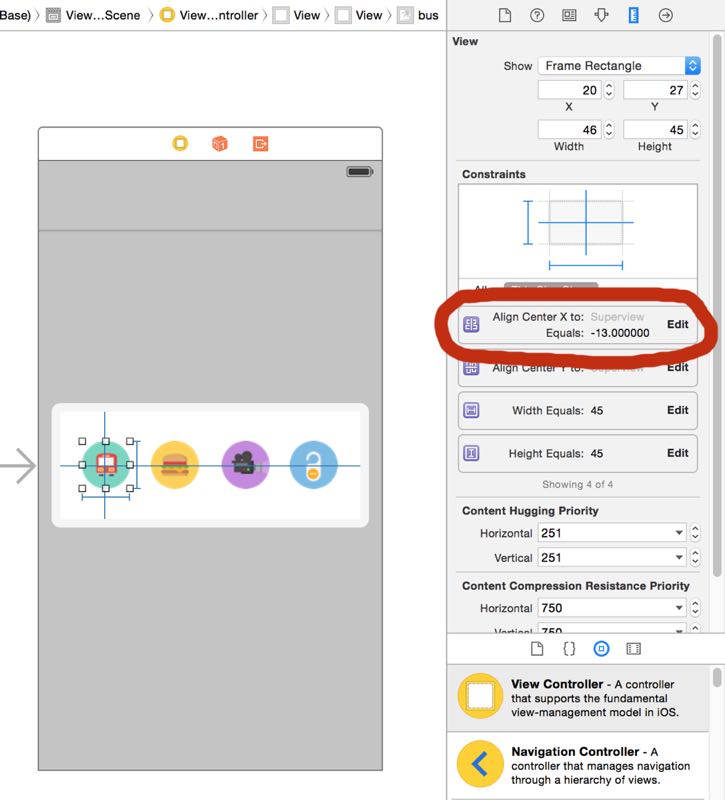 Base) View...Scene View...ntroller View View bus
View
Show Frame Rectangle
20 27
X Y
46 45
Width Height
Constraints
Align Center X to: Superview
Equals: -13.000000 Edit
Align Center Y to: Superview Edit
Width Equals: 45 Edit
Height Equals: 45 Edit
Showing 4 of 4
Content Hugging Priority
Horizontal 251
Vertical 251
Content Compression Resistance Priority
Horizontal 750
Vertical 750
View Controller - A controller
that supports the fundamental
view-management model in iOS.
Navigation Controller - A
controller that manages navigation
through a hierarchy of views.